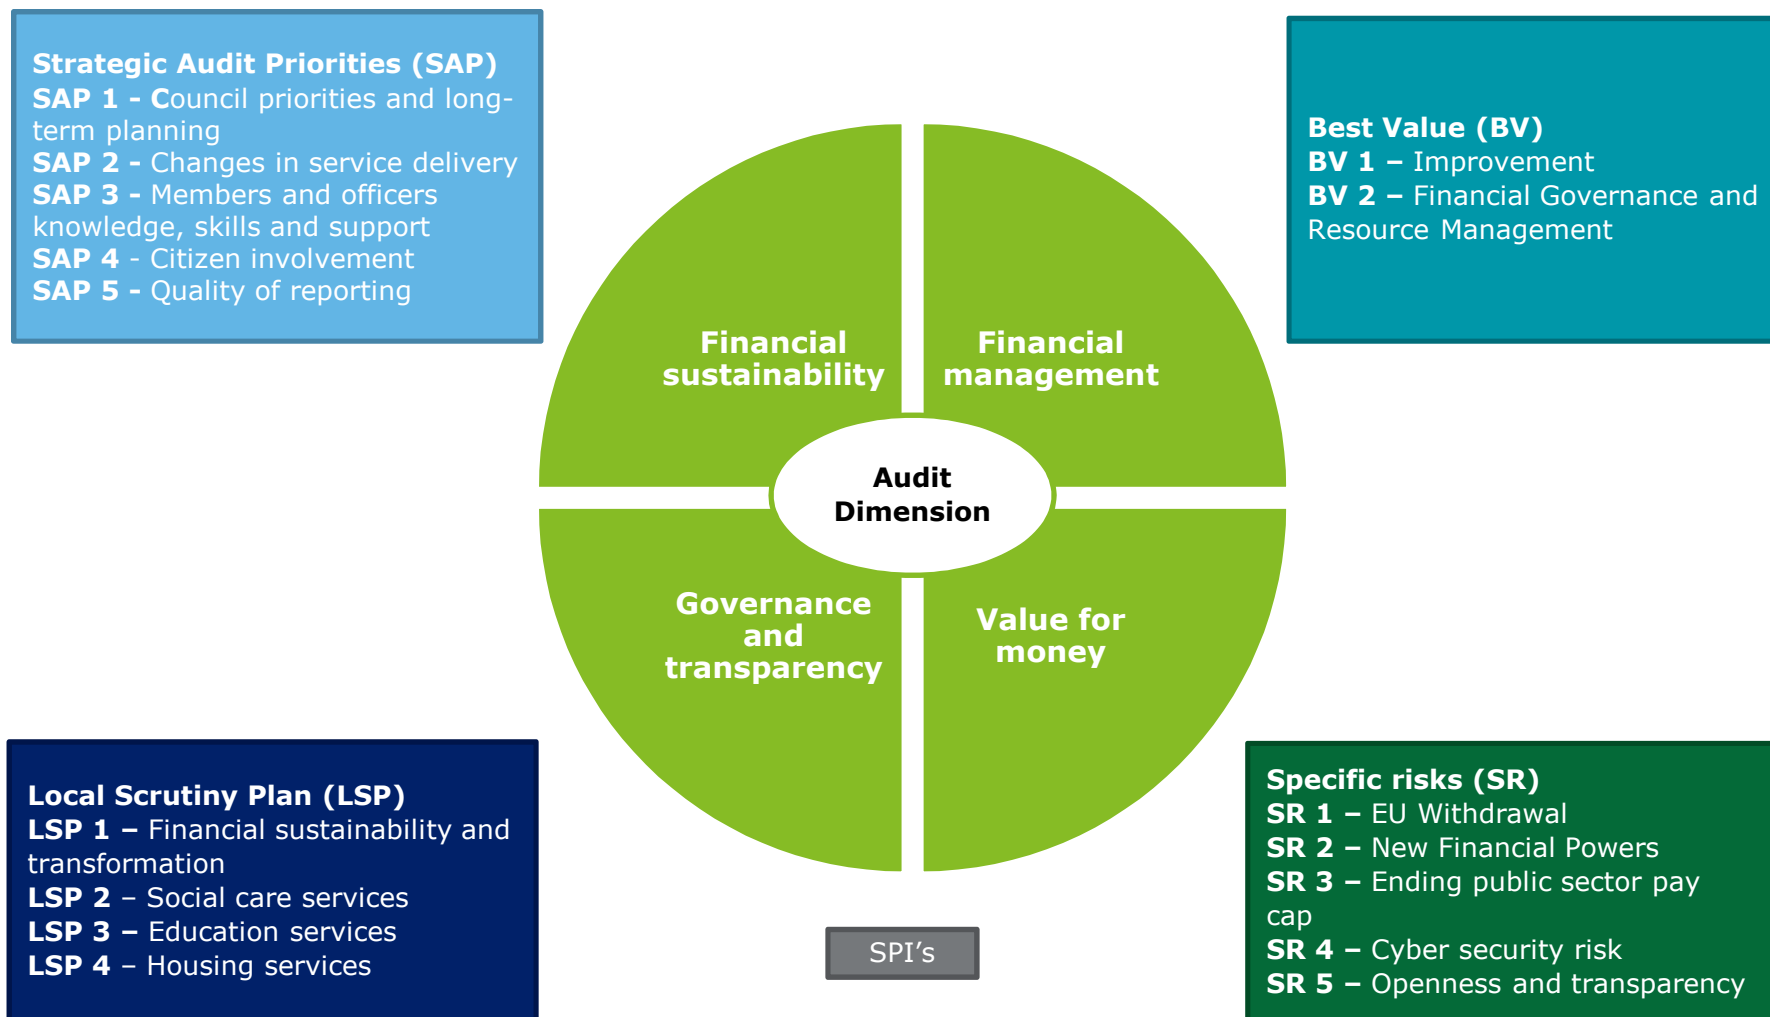 Strategic Audit Priorities (SAP)
SAP 1 - Council priorities and long-
term planning
SAP 2 - Changes in service delivery
SAP 3 - Members and officers
knowledge, skills and support
SAP 4 - Citizen involvement
SAP 5 - Quality of reporting
Best Value (BV)
BV 1 – Improvement
BV 2 – Financial Governance and
Resource Management
Financial
sustainability
Financial
management
Audit
Dimension
Governance
and
transparency
Value for
money
Local Scrutiny Plan (LSP)
LSP 1 – Financial sustainability and
transformation
LSP 2 – Social care services
LSP 3 – Education services
LSP 4 – Housing services
SPI's
Specific risks (SR)
SR 1 – EU Withdrawal
SR 2 – New Financial Powers
SR 3 – Ending public sector pay
cap
SR 4 – Cyber security risk
SR 5 – Openness and transparency